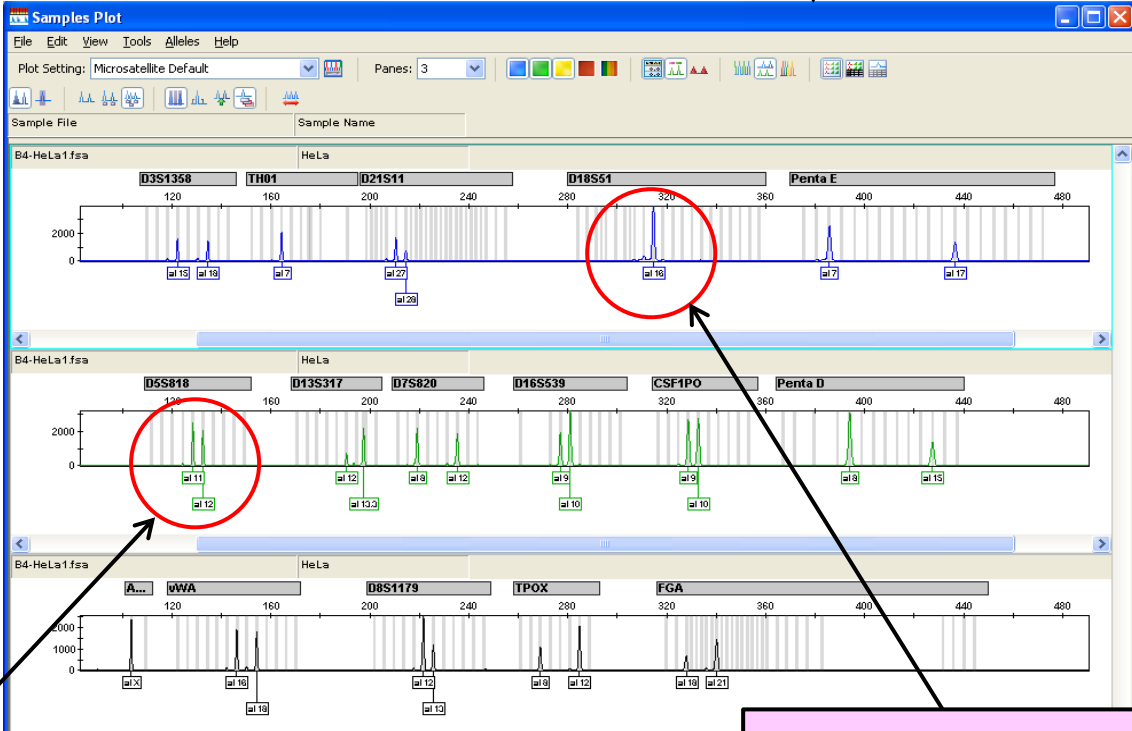 Samples Plot
File Edit View Tools Alleles Help
Plot Setting: Microsatellite Default Panes: 3
Sample File Sample Name
B4-HeLa1.fsa HeLa
D3S1358 TH01 D21S11 D18S51 Penta E
120 160 200 240 280 320 360 400 440 480
2000
0
al 15 al 18 al 7 al 27 al 16 al 7 al 17
al 28
B4-HeLa1.fsa HeLa
D5S818 D13S317 D7S820 D16S539 CSF1PO Penta D
120 160 200 240 280 320 360 400 440 480
2000
0
al 11 al 12 al 8 al 12 al 9 al 9 al 8 al 15
al 12 al 13.3 al 10 al 10
B4-HeLa1.fsa HeLa
A... vWA D8S1179 TPOX FGA
120 160 200 240 280 320 360 400 440 480
2000
1000
0
al X al 16 al 12 al 8 al 12 al 18 al 21
al 18 al 13